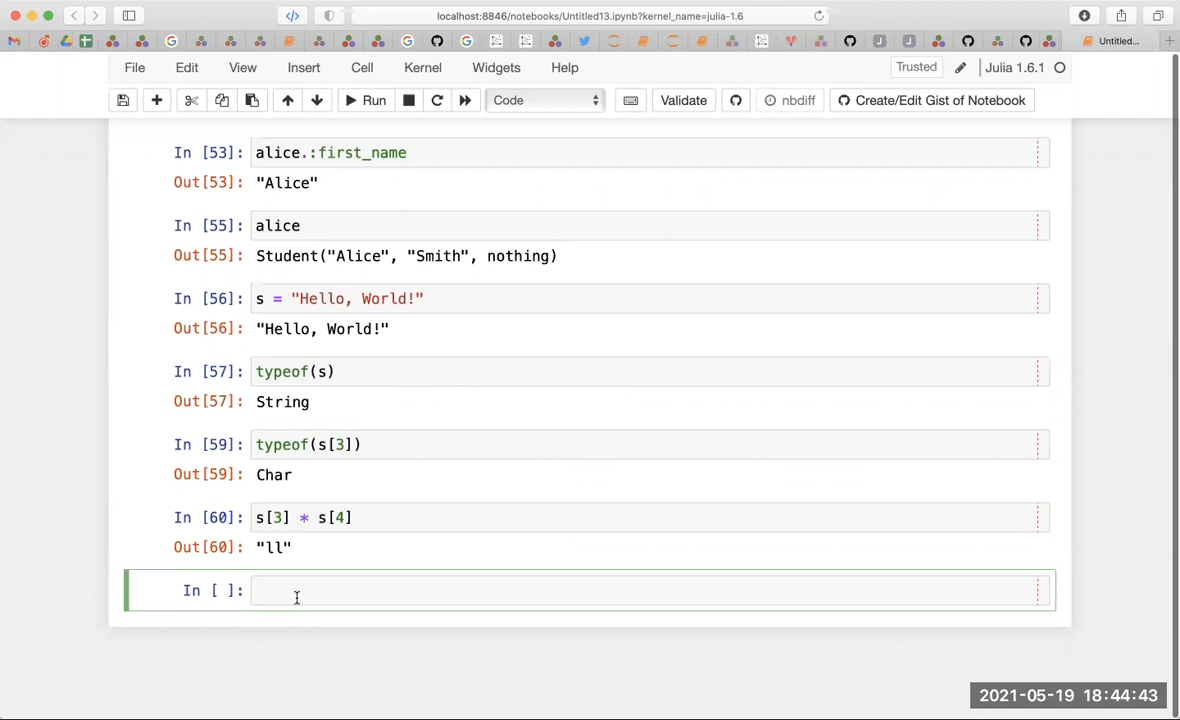 localhost:8846/notebooks/Untitled13.ipynb?kernel_name=julia-1.6
Untitled...
File Edit View Insert Cell Kernel Widgets Help Trusted Julia 1.6.1
Run Code Validate nbdiff Create/Edit Gist of Notebook
In [53]: alice.:first_name
Out[53]: "Alice"
In [55]: alice
Out[55]: Student("Alice", "Smith", nothing)
In [56]: s = "Hello, World!"
Out[56]: "Hello, World!"
In [57]: typeof(s)
Out[57]: String
In [59]: typeof(s[3])
Out[59]: Char
In [60]: s[3] * s[4]
Out[60]: "ll"
In [ ]:
2021-05-19 18:44:43